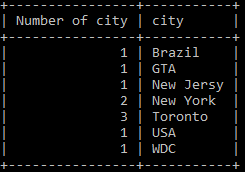 +----------------+-----------+
| Number of city | city      |
+----------------+-----------+
|              1 | Brazil    |
|              1 | GTA       |
|              1 | New Jersy |
|              2 | New York  |
|              3 | Toronto   |
|              1 | USA       |
|              1 | WDC       |
+----------------+-----------+